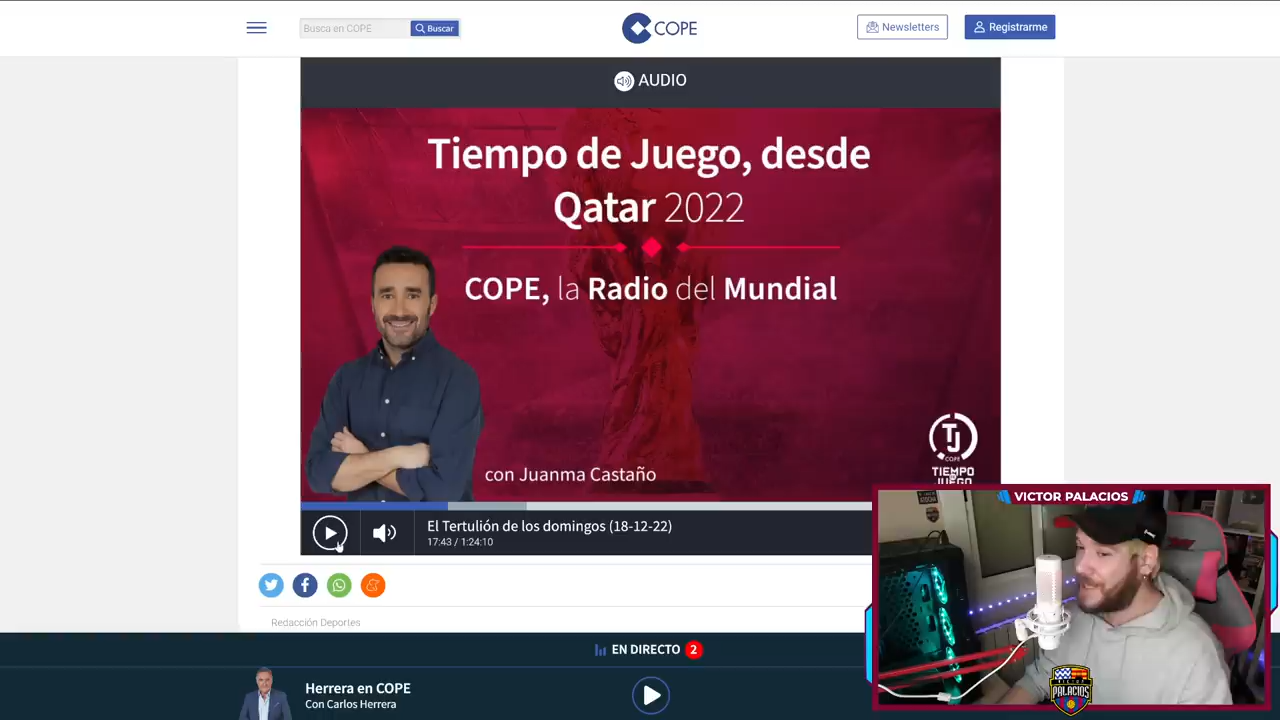 Busca en COPE
Buscar
COPE
Newsletters
Registrarme
AUDIO
Tiempo de Juego, desde
Qatar 2022
COPE, la Radio del Mundial
con Juanma Castaño
TJ
COPE
TIEMPO
JUEGO
El Tertulión de los domingos (18-12-22)
17:43 / 1:24:10
VICTOR PALACIOS
Redacción Deportes
EN DIRECTO 2
Herrera en COPE
Con Carlos Herrera
PALACIOS